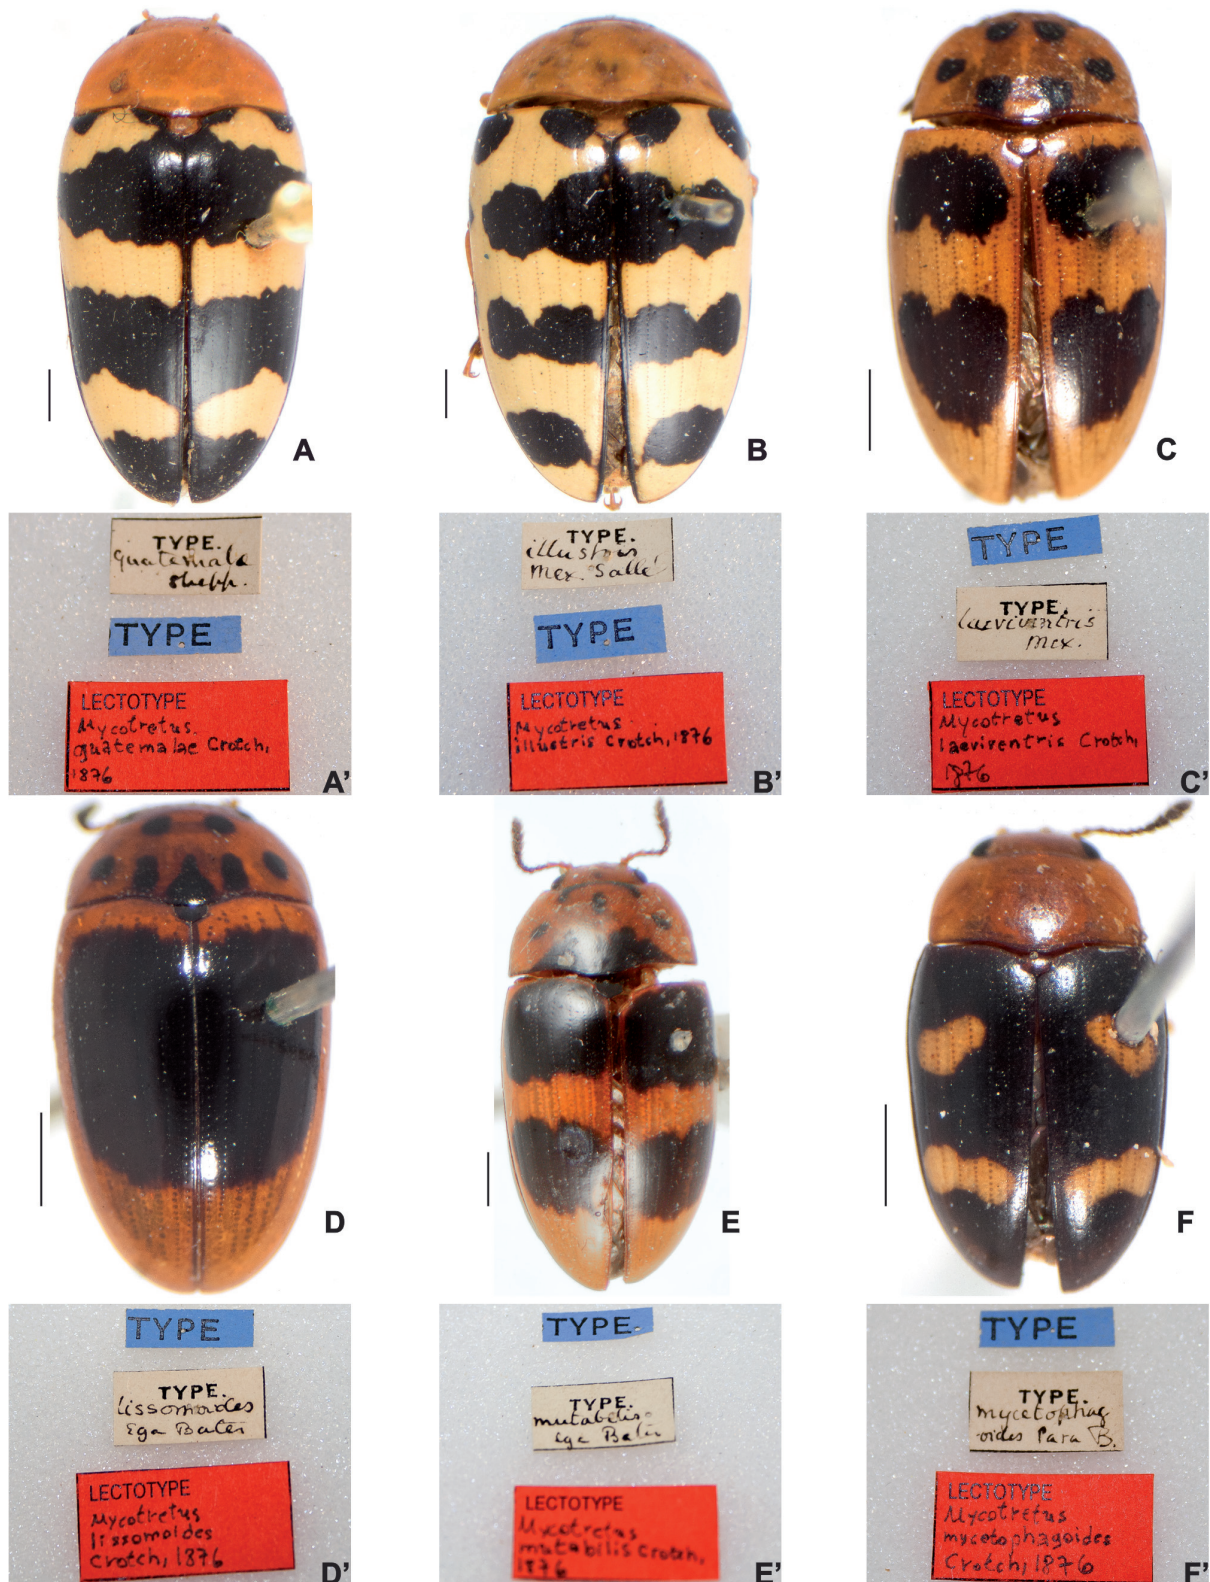 A
B
C
TYPE.
guatemala
shepp.
TYPE
LECTOTYPE
Mycotretus
guatemalae Crotch,
1876
A'
TYPE.
illustris
Mex. Sallé
TYPE
LECTOTYPE
Mycotretus
illustris Crotch, 1876
B'
TYPE
TYPE.
laeviventris
Mex.
LECTOTYPE
Mycotretus
laeviventris Crotch,
1876
C'
D
E
F
TYPE
TYPE.
lissomoides
Ega Bates
LECTOTYPE
Mycotretus
lissomoides
Crotch, 1876
D'
TYPE
TYPE.
mutabilis
Ega Bates
LECTOTYPE
Mycotretus
mutabilis Crotch,
1876
E'
TYPE
TYPE.
mycetophag
oides Para B.
LECTOTYPE
Mycotretus
mycetophagoides
Crotch, 1876
F'